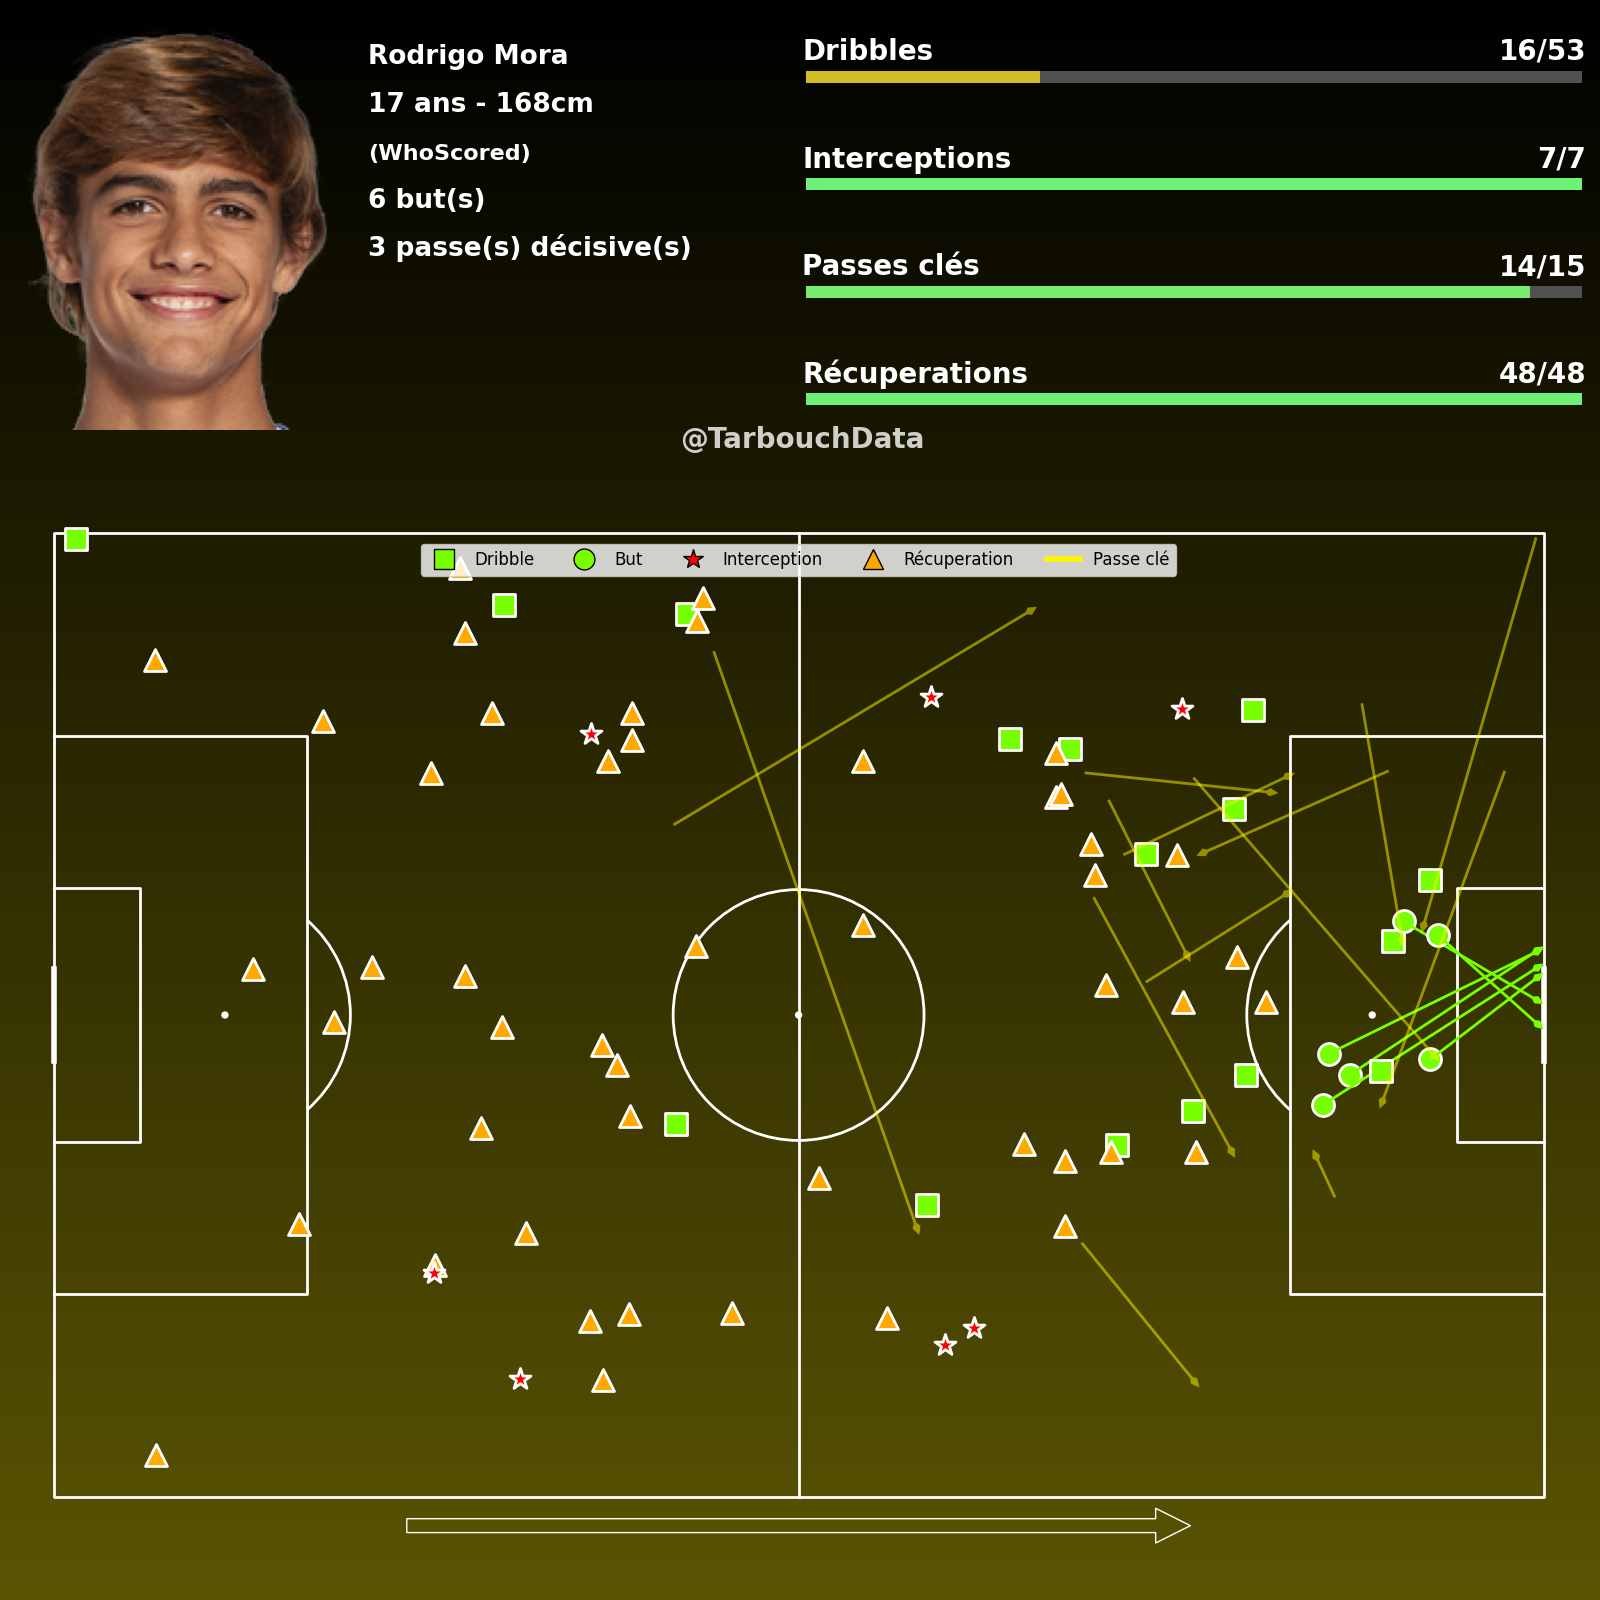 Rodrigo Mora
17 ans - 168cm
(WhoScored)
6 but(s)
3 passe(s) décisive(s)
Dribbles 16/53
Interceptions 7/7
Passes clés 14/15
Récuperations 48/48
@TarbouchData
Dribble But Interception Récuperation Passe clé